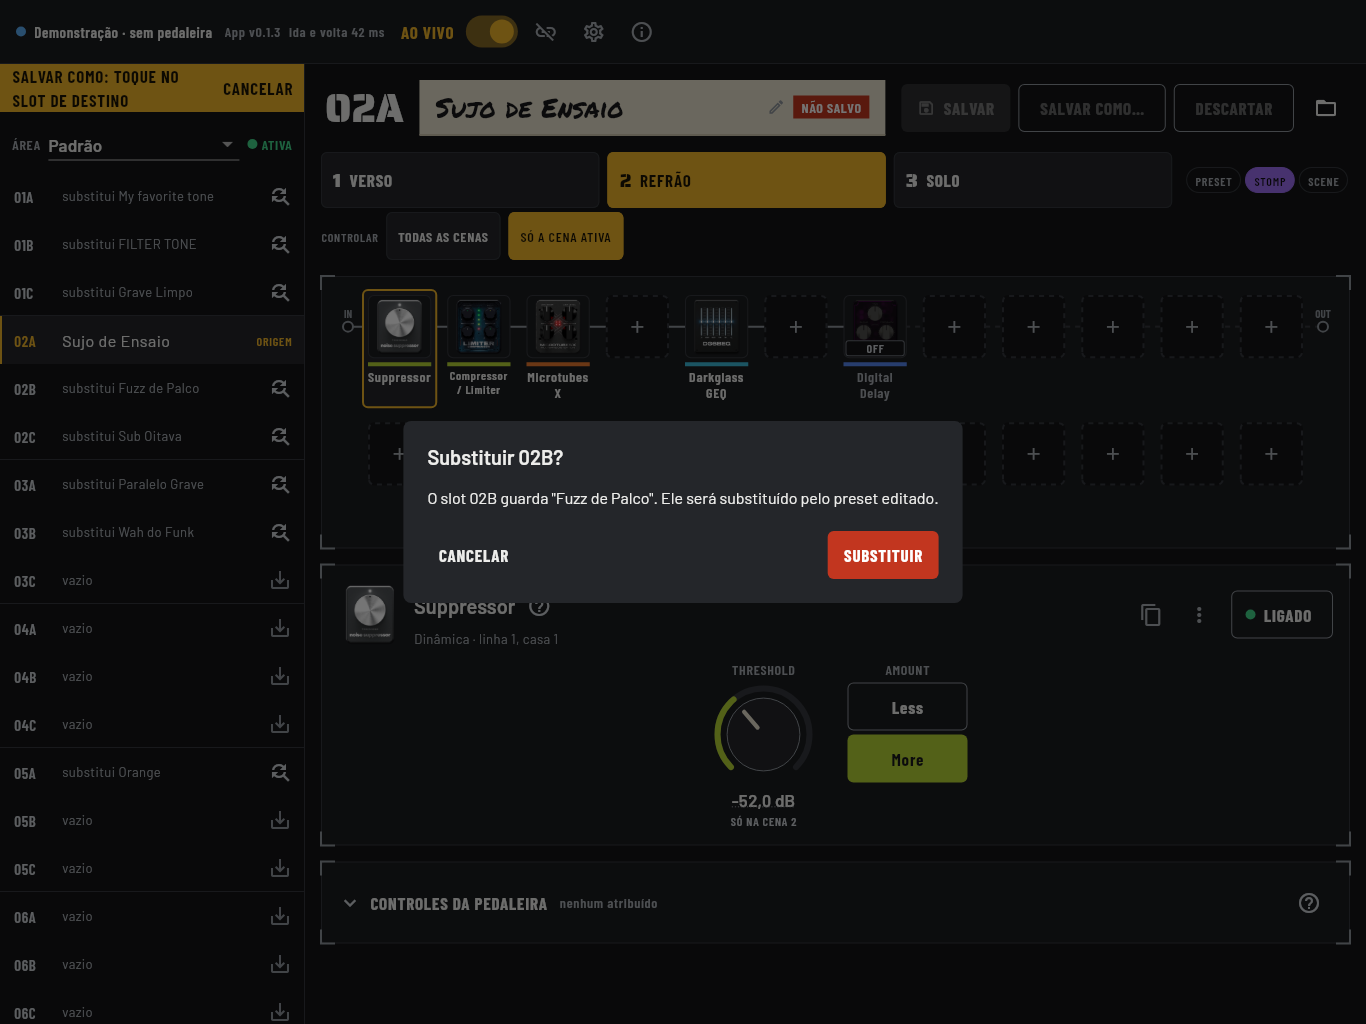 Demonstração · sem pedaleira App v0.1.3 Ida e volta 42 ms AO VIVO
SALVAR COMO: TOQUE NO
SLOT DE DESTINO
CANCELAR
ÁREA Padrão ATIVA
01A substitui My favorite tone
01B substitui FILTER TONE
01C substitui Grave Limpo
02A Sujo de Ensaio ORIGEM
02B substitui Fuzz de Palco
02C substitui Sub Oitava
03A substitui Paralelo Grave
03B substitui Wah do Funk
03C vazio
04A vazio
04B vazio
04C vazio
05A substitui Orange
05B vazio
05C vazio
06A vazio
06B vazio
06C vazio
02A Sujo de Ensaio NÃO SALVO SALVAR SALVAR COMO... DESCARTAR
1 VERSO 2 REFRÃO 3 SOLO PRESET STOMP SCENE
CONTROLAR TODAS AS CENAS SÓ A CENA ATIVA
IN OUT
LIMITER
OFF
Suppressor
Compressor
/ Limiter
Microtubes
X
Darkglass
GEQ
Digital
Delay
Substituir 02B?
O slot 02B guarda "Fuzz de Palco". Ele será substituído pelo preset editado.
CANCELAR SUBSTITUIR
Suppressor
Dinâmica · linha 1, casa 1
LIGADO
THRESHOLD AMOUNT
Less
More
-52,0 dB
SÓ NA CENA 2
CONTROLES DA PEDALEIRA nenhum atribuído